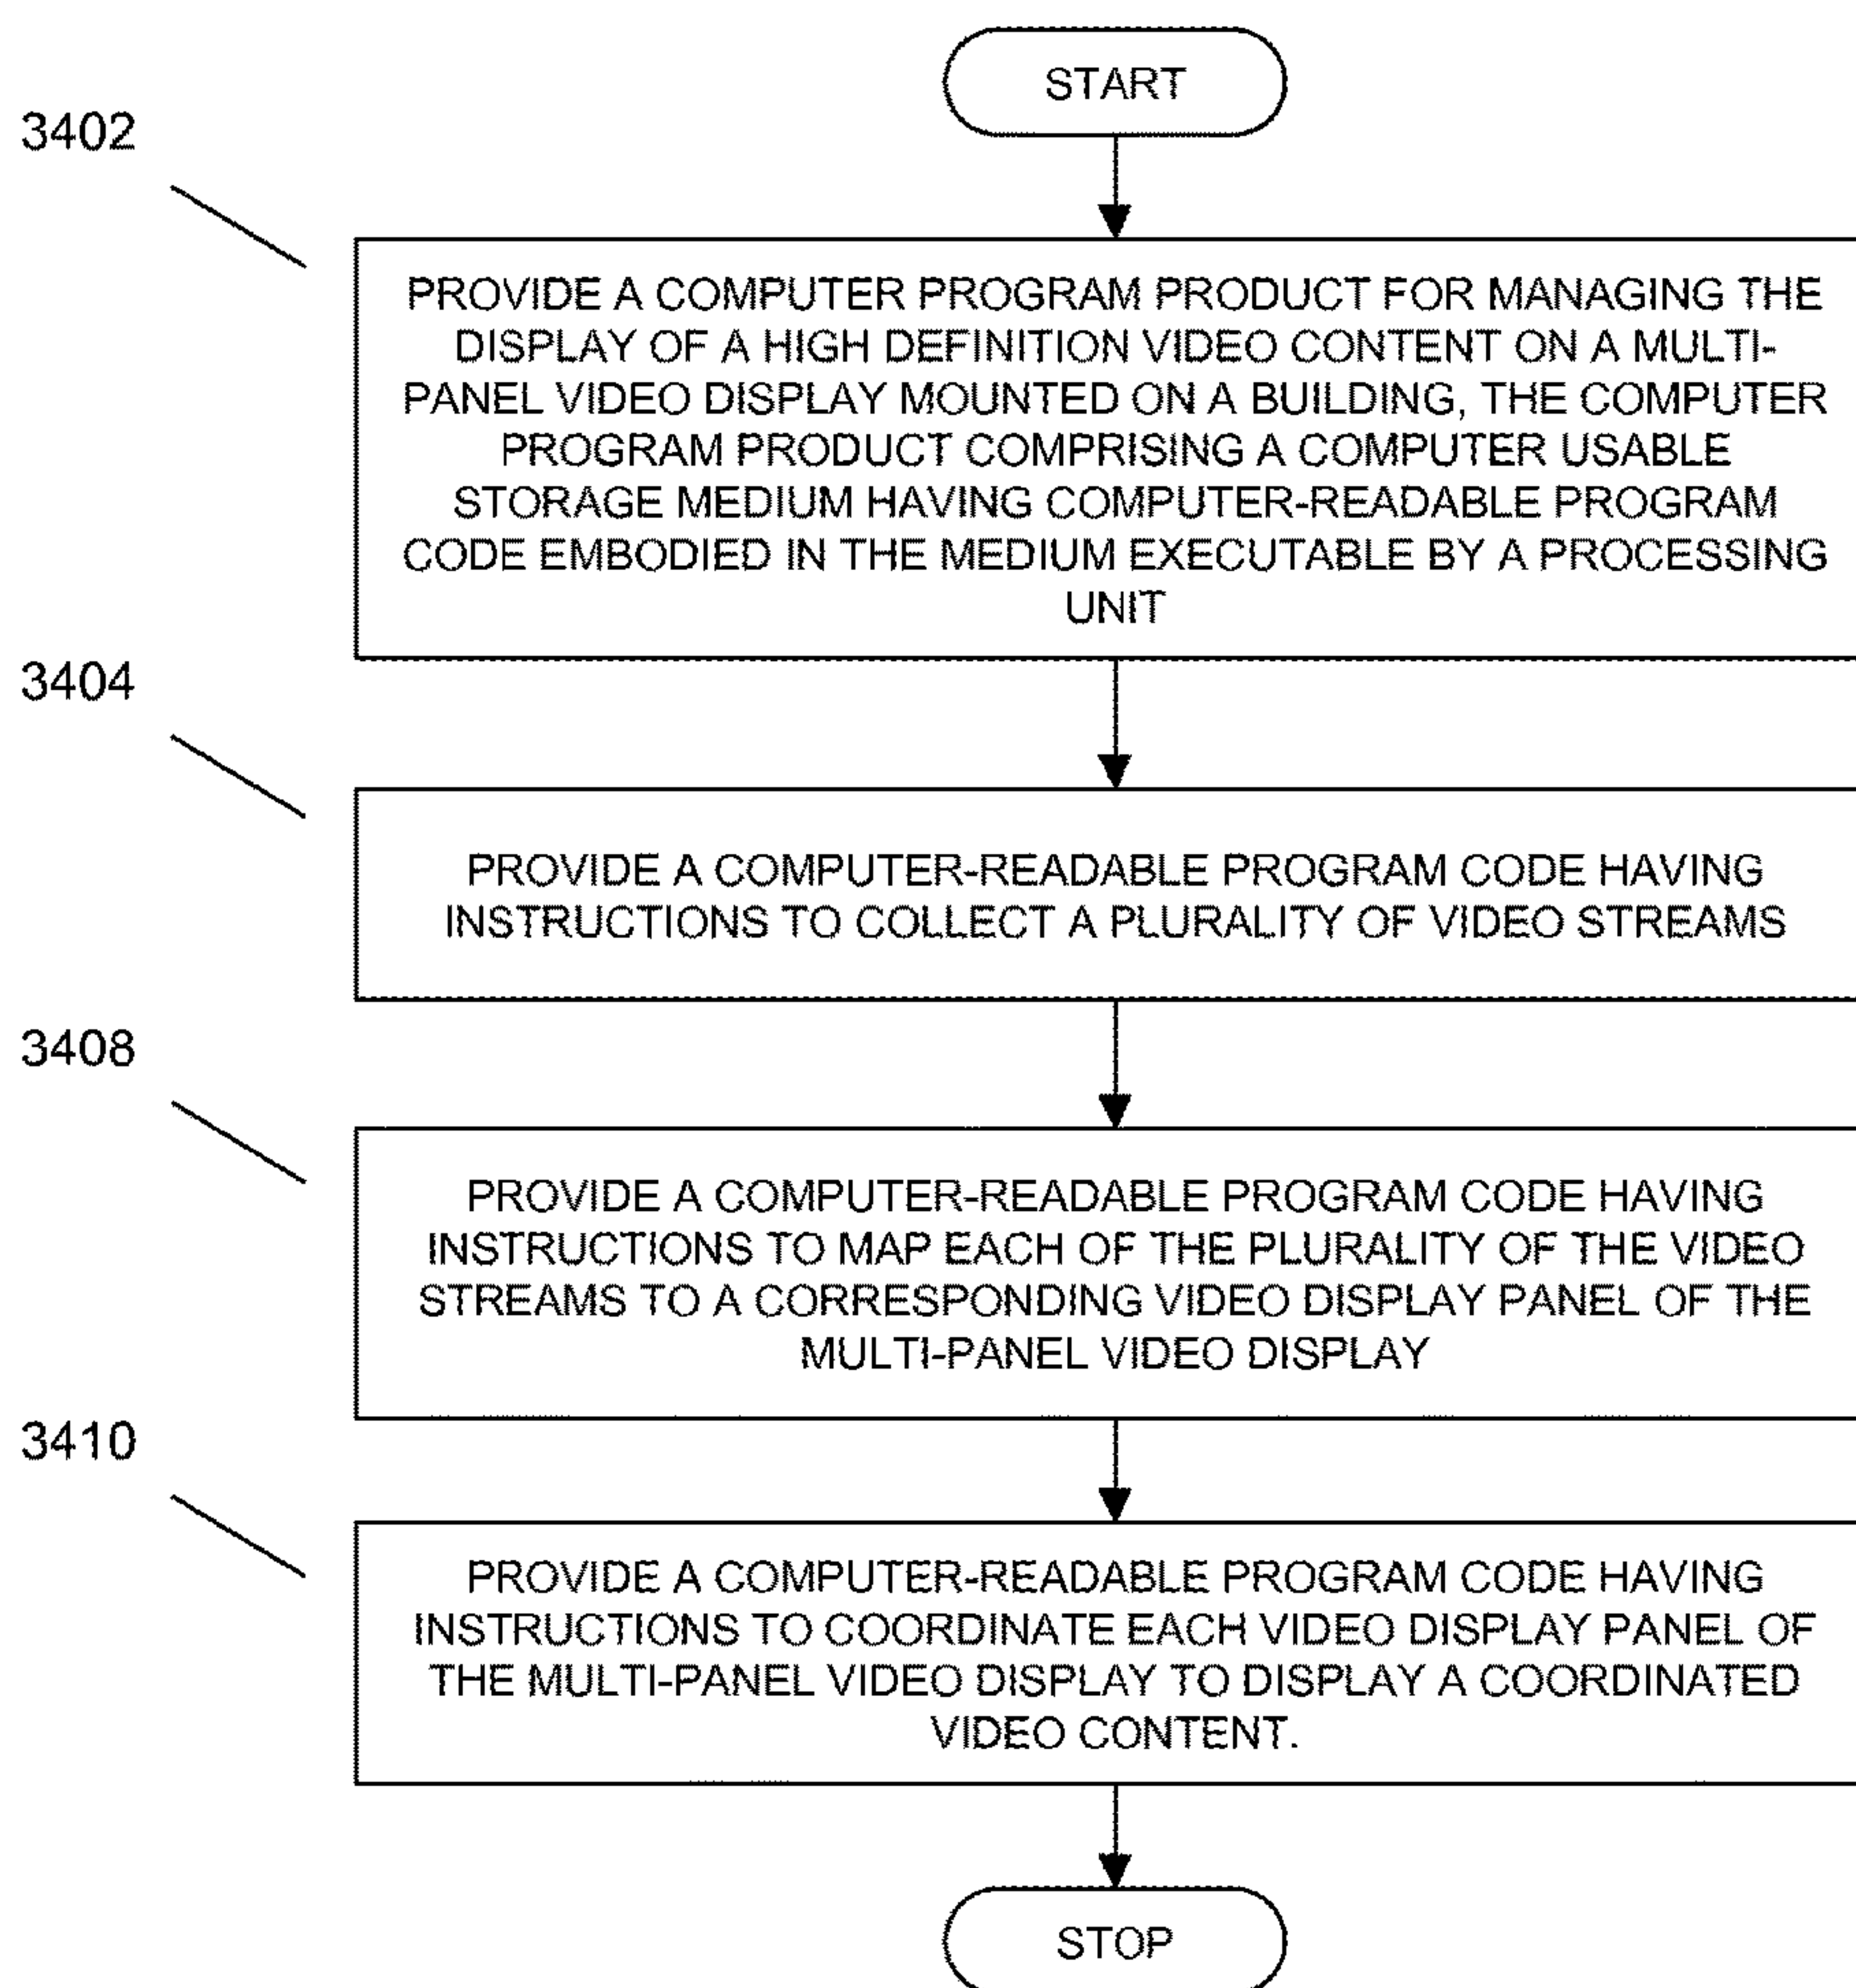 START
3402
PROVIDE A COMPUTER PROGRAM PRODUCT FOR MANAGING THE
DISPLAY OF A HIGH DEFINITION VIDEO CONTENT ON A MULTI-
PANEL VIDEO DISPLAY MOUNTED ON A BUILDING, THE COMPUTER
PROGRAM PRODUCT COMPRISING A COMPUTER USABLE
STORAGE MEDIUM HAVING COMPUTER-READABLE PROGRAM
CODE EMBODIED IN THE MEDIUM EXECUTABLE BY A PROCESSING
UNIT
3404
PROVIDE A COMPUTER-READABLE PROGRAM CODE HAVING
INSTRUCTIONS TO COLLECT A PLURALITY OF VIDEO STREAMS
3408
PROVIDE A COMPUTER-READABLE PROGRAM CODE HAVING
INSTRUCTIONS TO MAP EACH OF THE PLURALITY OF THE VIDEO
STREAMS TO A CORRESPONDING VIDEO DISPLAY PANEL OF THE
MULTI-PANEL VIDEO DISPLAY
3410
PROVIDE A COMPUTER-READABLE PROGRAM CODE HAVING
INSTRUCTIONS TO COORDINATE EACH VIDEO DISPLAY PANEL OF
THE MULTI-PANEL VIDEO DISPLAY TO DISPLAY A COORDINATED
VIDEO CONTENT.
STOP